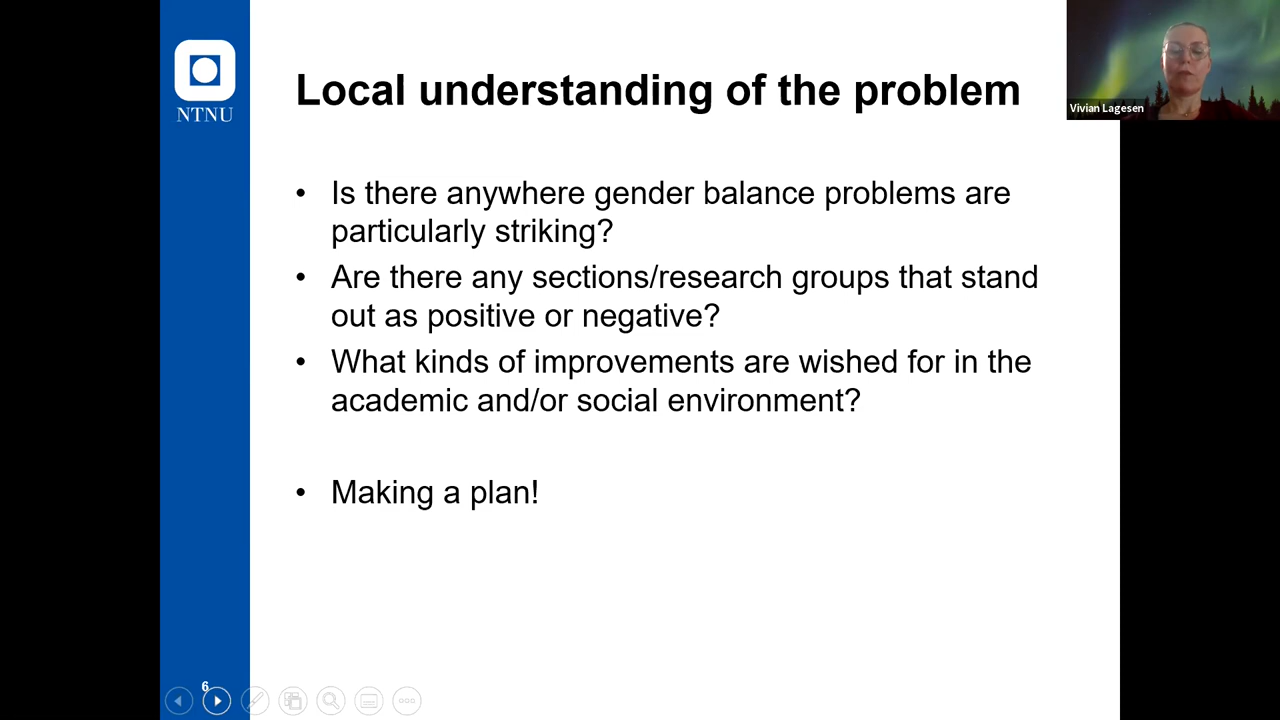 NTNU
Local understanding of the problem
Vivian Lagesen
• Is there anywhere gender balance problems are
particularly striking?
• Are there any sections/research groups that stand
out as positive or negative?
• What kinds of improvements are wished for in the
academic and/or social environment?
• Making a plan!
6